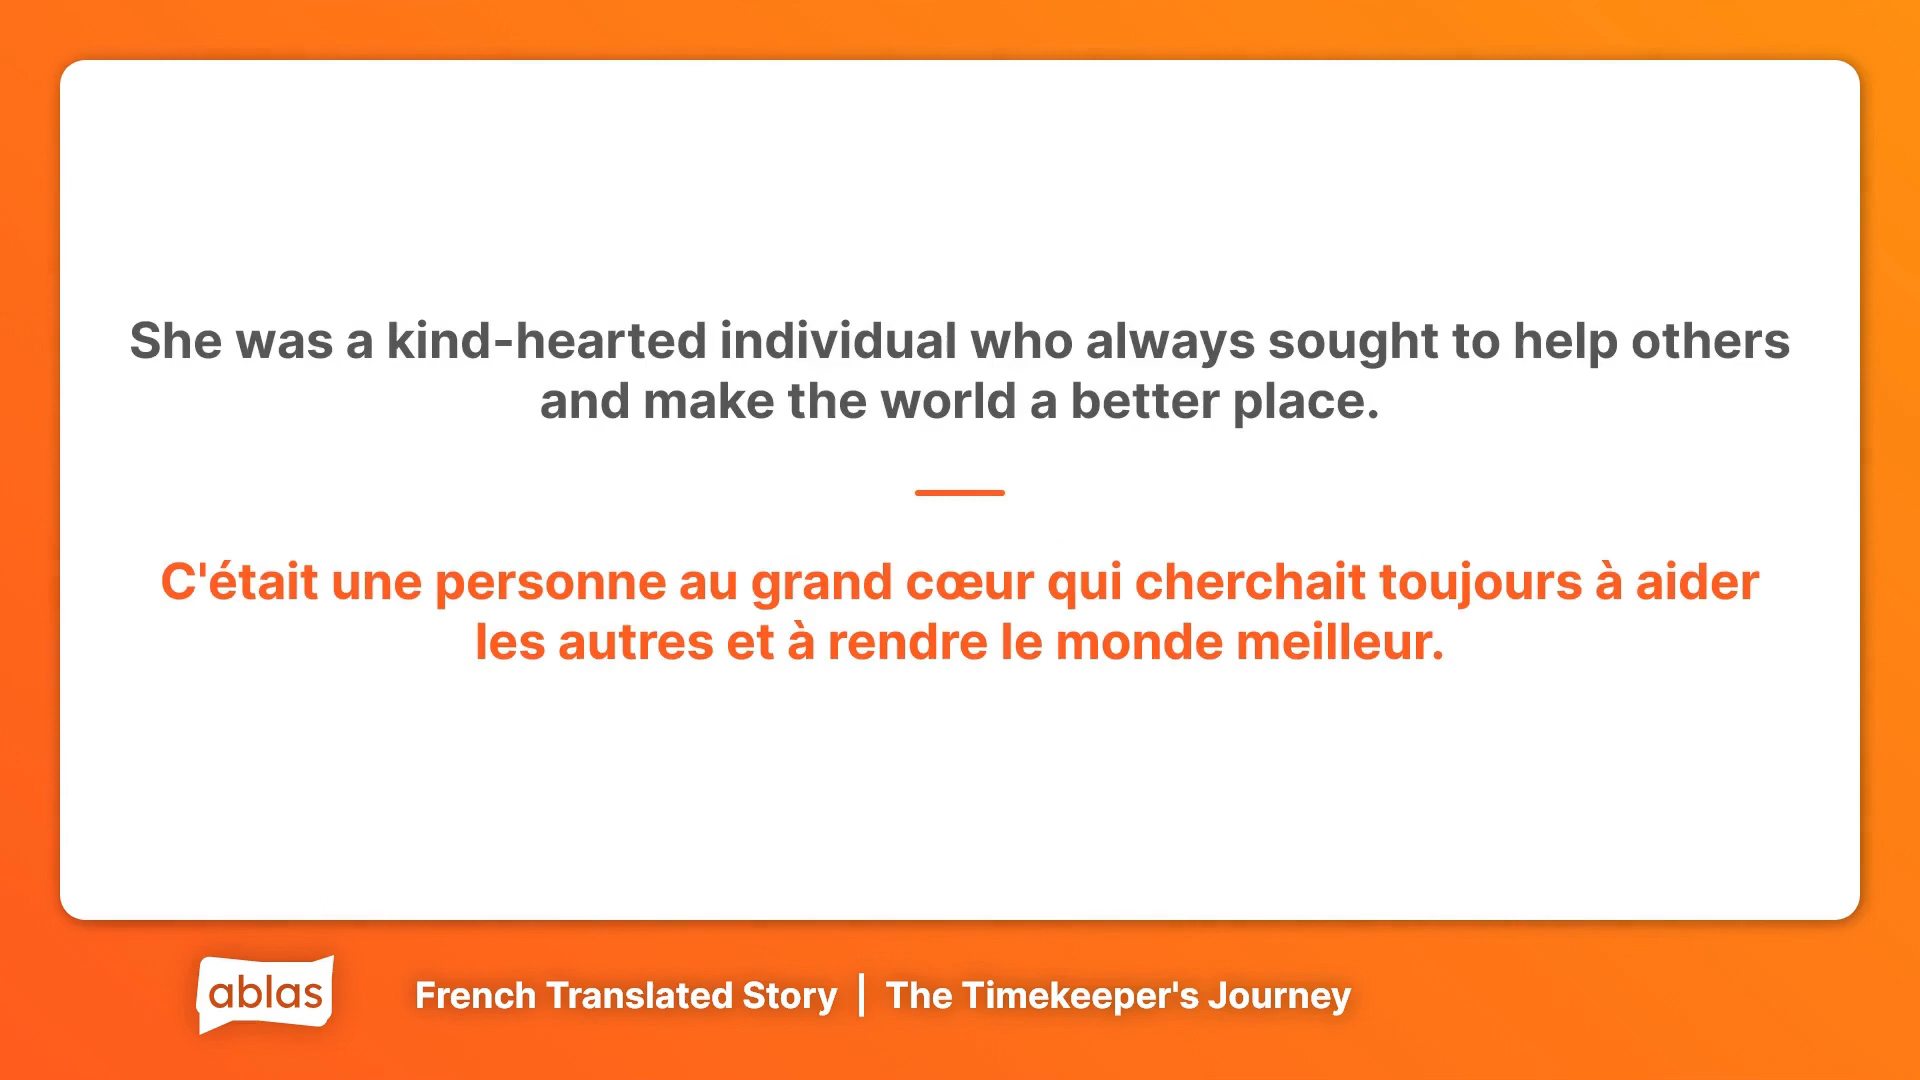 She was a kind-hearted individual who always sought to help others
and make the world a better place.
C'était une personne au grand cœur qui cherchait toujours à aider
les autres et à rendre le monde meilleur.
ablas
French Translated Story | The Timekeeper's Journey